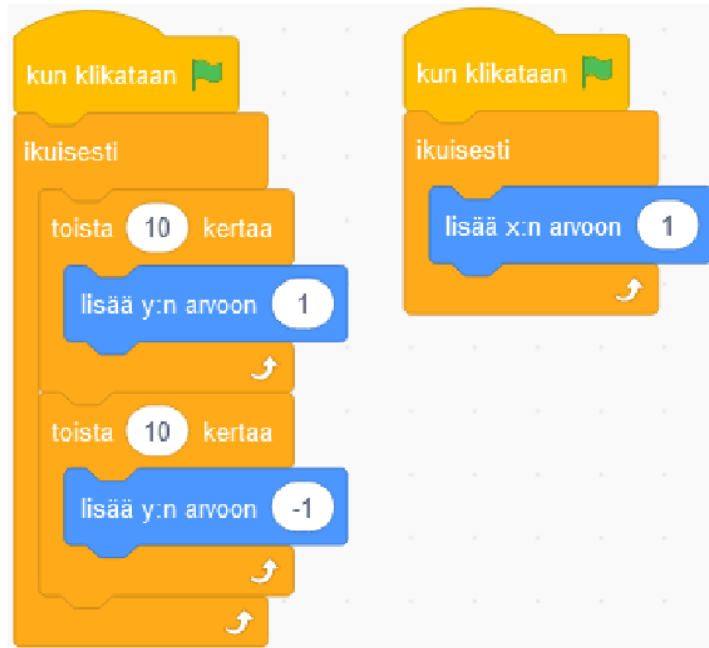 kun klikataan
ikuisesti
toista 10 kertaa
lisää y:n arvoon 1
toista 10 kertaa
lisää y:n arvoon -1
kun klikataan
ikuisesti
lisää x:n arvoon 1